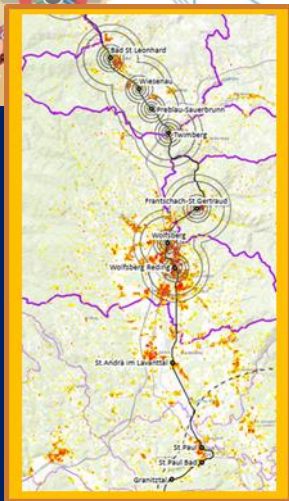 Bad St Leonhard
Wiesenau
Preblau-Sauerbrunn
Twimberg
Frantschach-St.Gertraud
Wolfsberg
Wolfsberg Reding
St.Andrä im Lavanttal
St.Paul
St.Paul Bad
Granitztal